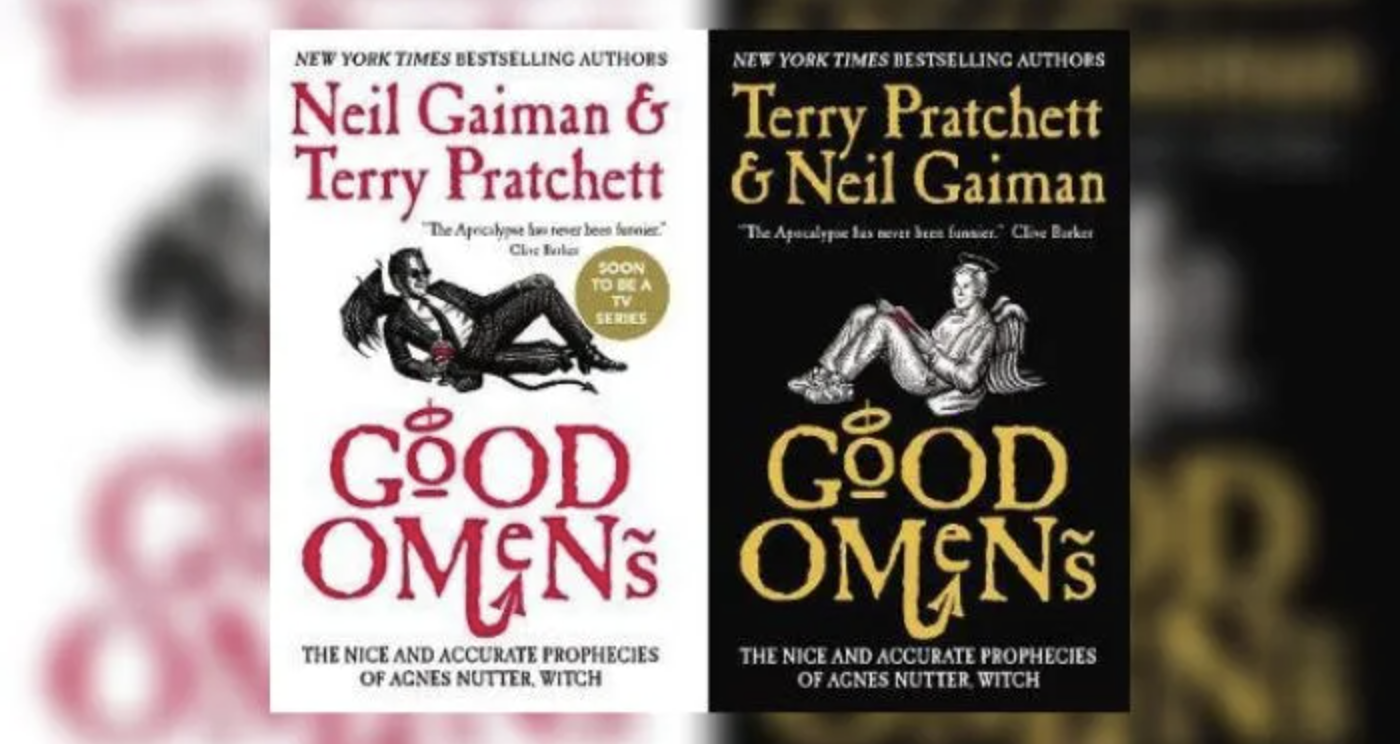 NEW YORK TIMES BESTSELLING AUTHORS
Neil Gaiman &
Terry Pratchett
"The Apocalypse has never been funnier."
Clive Barker
SOON
TO BE A
TV
SERIES
GOOD
OMeNs
THE NICE AND ACCURATE PROPHECIES
OF AGNES NUTTER, WITCH
NEW YORK TIMES BESTSELLING AUTHORS
Terry Pratchett
& Neil Gaiman
"The Apocalypse has never been funnier." Clive Barker
GOOD
OMeNs
THE NICE AND ACCURATE PROPHECIES
OF AGNES NUTTER, WITCH